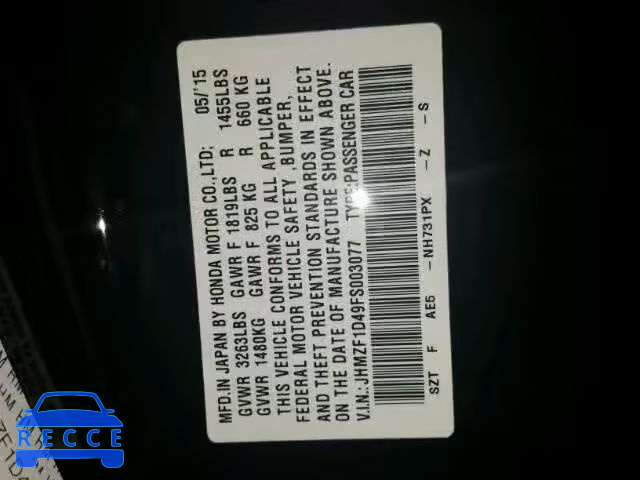 MFD.IN JAPAN BY HONDA MOTOR CO.,LTD; 05/'15
GVWR 3263LBS GAWR F 1819LBS R 1455LBS
GVWR 1480KG GAWR F 825 KG R 660 KG
THIS VEHICLE CONFORMS TO ALL APPLICABLE
FEDERAL MOTOR VEHICLE SAFETY ,BUMPER,
AND THEFT PREVENTION STANDARDS IN EFFECT
ON THE DATE OF MANUFACTURE SHOWN ABOVE.
V.I.N.:JHMZF1D49FS003077 TYPE:PASSENGER CAR
SZT F AE5 -NH731PX -Z -S
RECCE